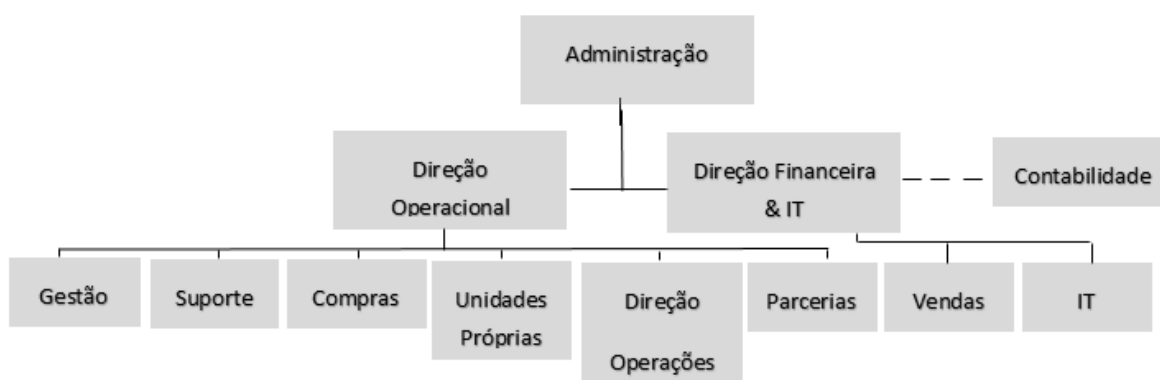 Administração
Direção
Operacional
Direção Financeira
& IT
Contabilidade
Gestão
Suporte
Compras
Unidades
Próprias
Direção
Operações
Parcerias
Vendas
IT